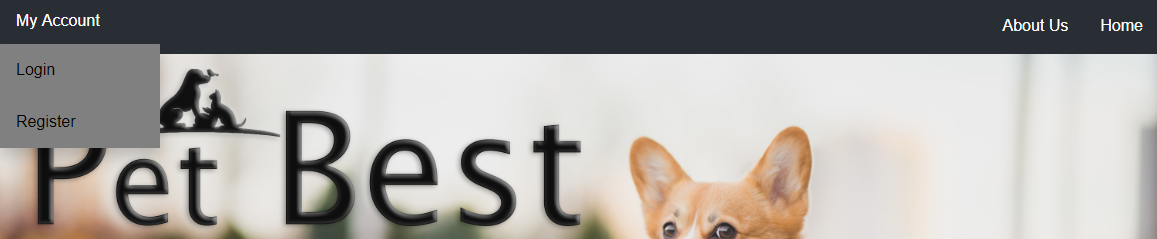 My Account
About Us Home
Login
Register
Pet Best